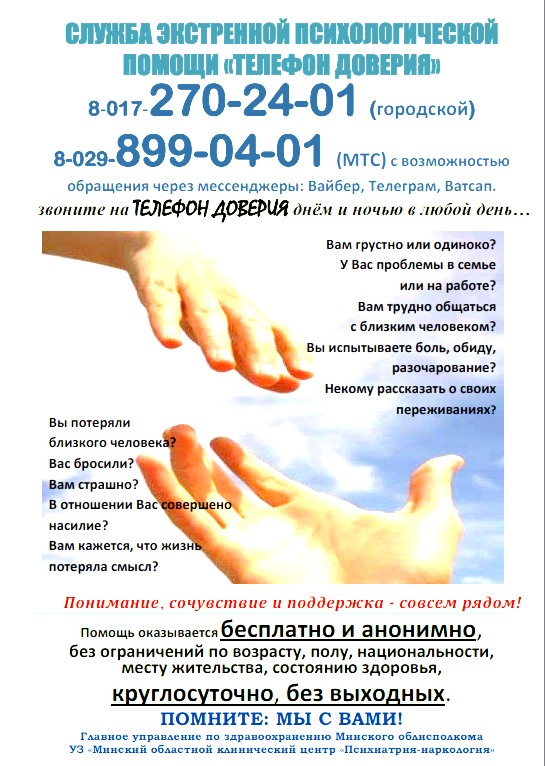 СЛУЖБА ЭКСТРЕННОЙ ПСИХОЛОГИЧЕСКОЙ
ПОМОЩИ «ТЕЛЕФОН ДОВЕРИЯ»
8-017-270-24-01 (городской)
8-029-899-04-01 (МТС) с возможностью
обращения через мессенджеры: Вайбер, Телеграм, Ватсап.
звоните на ТЕЛЕФОН ДОВЕРИЯ днём и ночью в любой день...
Вам грустно или одиноко?
У Вас проблемы в семье
или на работе?
Вам трудно общаться
с близким человеком?
Вы испытываете боль, обиду,
разочарование?
Некому рассказать о своих
переживаниях?
Вы потеряли
близкого человека?
Вас бросили?
Вам страшно?
В отношении Вас совершено
насилие?
Вам кажется, что жизнь
потеряла смысл?
Понимание, сочувствие и поддержка - совсем рядом!
Помощь оказывается бесплатно и анонимно,
без ограничений по возрасту, полу, национальности,
месту жительства, состоянию здоровья,
круглосуточно, без выходных.
ПОМНИТЕ: МЫ С ВАМИ!
Главное управление по здравоохранению Минского облисполкома
УЗ «Минский областной клинический центр «Психиатрия-наркология»